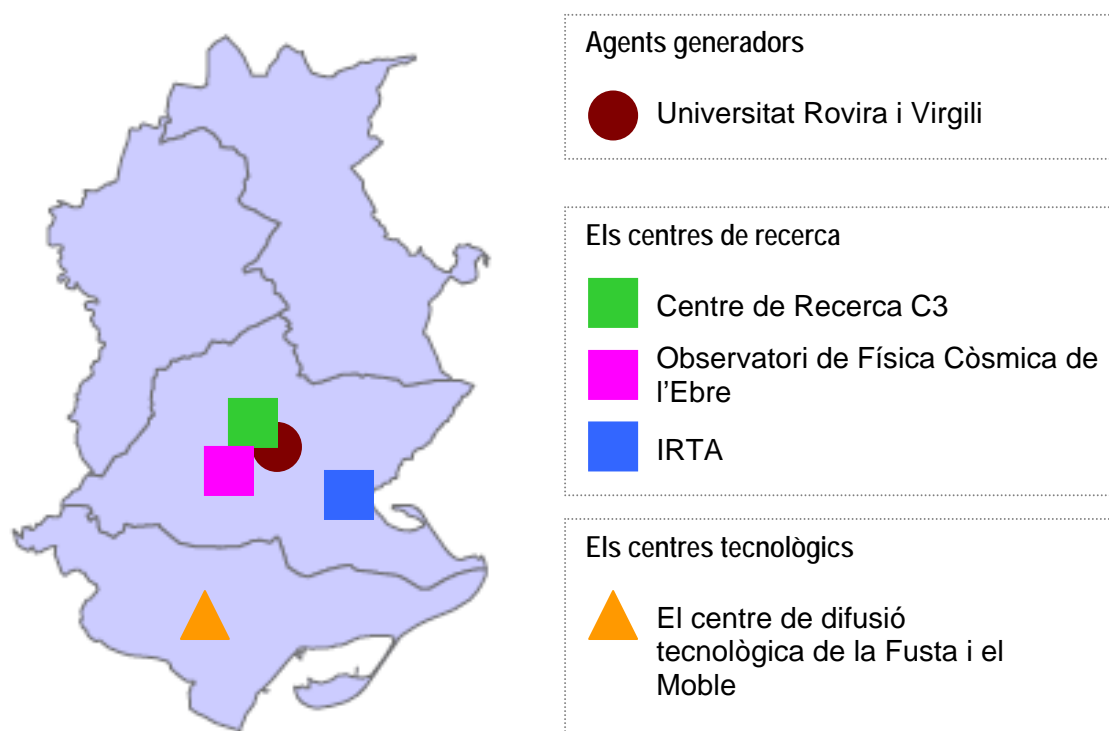 Agents generadors
Universitat Rovira i Virgili
Els centres de recerca
Centre de Recerca C3
Observatori de Física Còsmica de
l'Ebre
IRTA
Els centres tecnològics
El centre de difusió
tecnològica de la Fusta i el
Moble